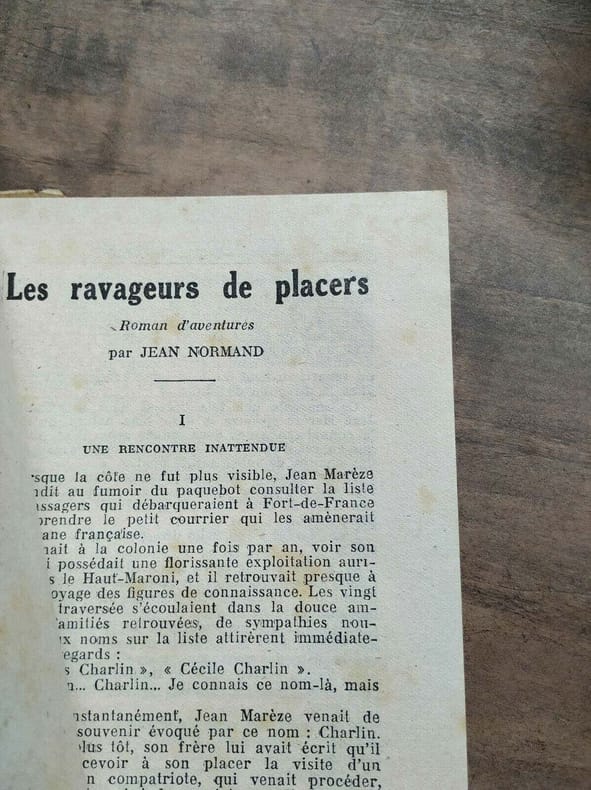 Les ravageurs de placers
Roman d'aventures
par JEAN NORMAND
I
UNE RENCONTRE INATTENDUE
sque la côte ne fut plus visible, Jean Marèze
dit au fumoir du paquebot consulter la liste
ssagers qui débarqueraient à Fort-de-France
rendre le petit courrier qui les amènerait
ane française.
nait à la colonie une fois par an, voir son
i possédait une florissante exploitation auri-
s le Haut-Maroni, et il retrouvait presque à
oyage des figures de connaissance. Les vingt
traversée s'écoulaient dans la douce am-
amitiés retrouvées, de sympathies nou-
x noms sur la liste attirèrent immédiate-
egards :
s Charlin », « Cécile Charlin ».
n... Charlin... Je connais ce nom-là, mais
nstantanément, Jean Marèze venait de
souvenir évoqué par ce nom : Charlin.
lus tôt, son frère lui avait écrit qu'il
cevoir à son placer la visite d'un
n compatriote, qui venait procéder,